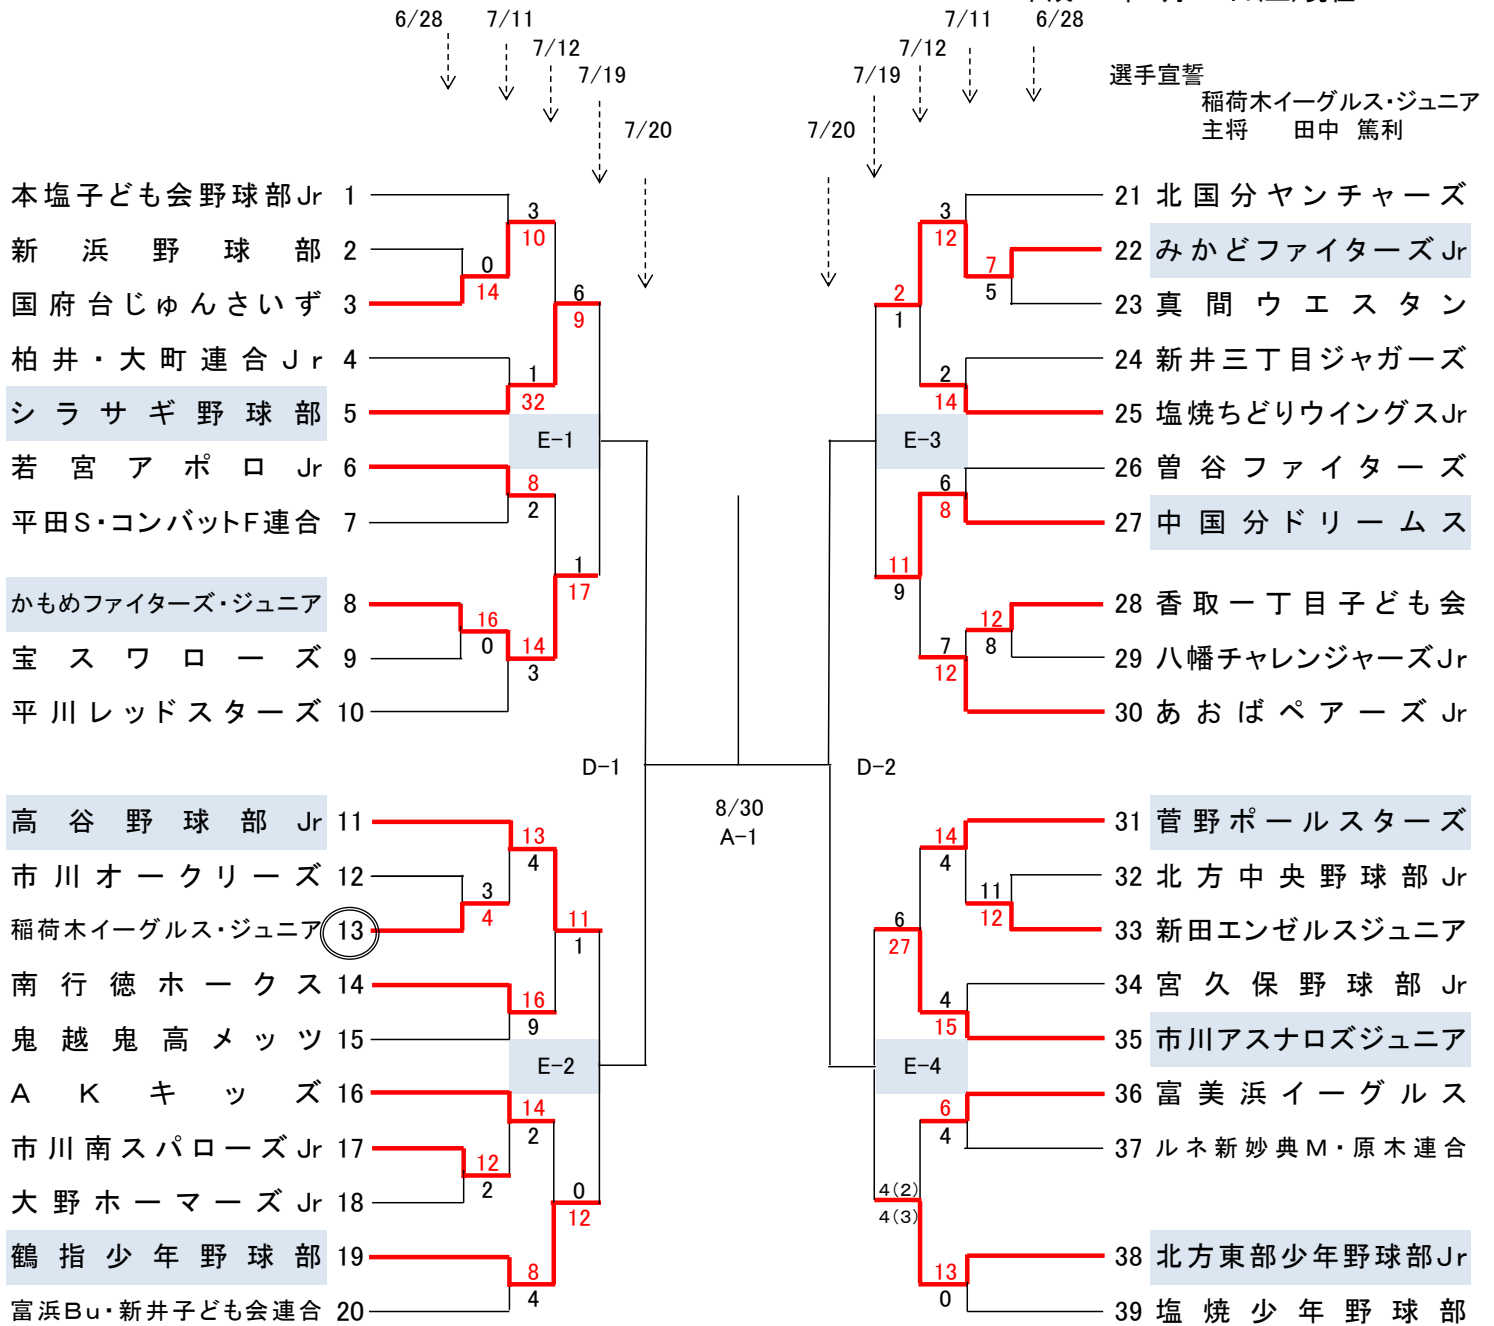 6/28
7/11
7/12
7/19
7/20
7/11
6/28
7/12
7/19
7/20
選手宣誓
稲荷木イーグルス・ジュニア
主将 田中 篤利
本塩子ども会野球部Jr 1
新浜野球部 2
国府台じゅんさいず 3
柏井・大町連合Jr 4
シラサギ野球部 5
若宮アポロJr 6
平田S・コンバットF連合 7
かもめファイターズ・ジュニア 8
宝スワローズ 9
平川レッドスターズ 10
高谷野球部Jr 11
市川オークリーズ 12
稲荷木イーグルス・ジュニア 13
南行徳ホークス 14
鬼越鬼高メッツ 15
AKキッズ 16
市川南スパローズJr 17
大野ホーマーズJr 18
鶴指少年野球部 19
富浜Bu・新井子ども会連合 20
3
10
0
14
6
9
1
32
E-1
8
2
1
17
16
0
14
3
D-1
13
4
3
4
11
1
16
9
E-2
14
2
12
2
0
12
8
4
8/30
A-1
21 北国分ヤンチャーズ
22 みかどファイターズJr
23 真間ウエスタン
24 新井三丁目ジャガーズ
25 塩焼ちどりウイングスJr
26 曽谷ファイターズ
27 中国分ドリームス
28 香取一丁目子ども会
29 八幡チャレンジャーズJr
30 あおばペアーズJr
31 菅野ポールスターズ
32 北方中央野球部Jr
33 新田エンゼルスジュニア
34 宮久保野球部Jr
35 市川アスナロズジュニア
36 富美浜イーグルス
37 ルネ新妙典M・原木連合
38 北方東部少年野球部Jr
39 塩焼少年野球部
3
12
7
5
2
1
2
14
E-3
6
8
11
9
12
8
7
12
D-2
14
4
11
12
6
27
4
15
E-4
6
4
4(2)
4(3)
13
0